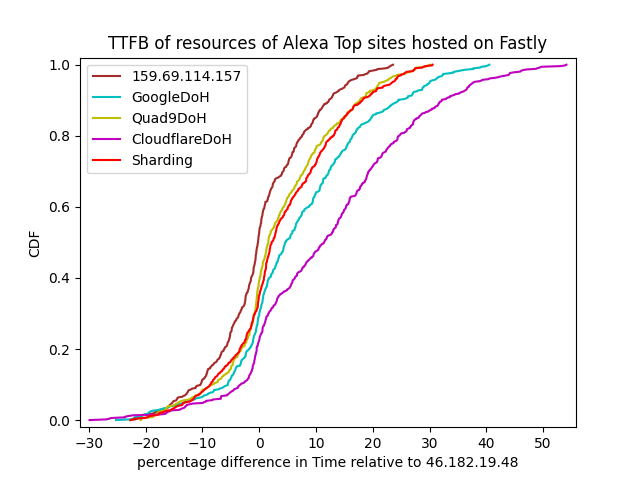 TTFB of resources of Alexa Top sites hosted on Fastly
1.0
0.8
0.6
0.4
0.2
0.0
CDF
159.69.114.157
GoogleDoH
Quad9DoH
CloudflareDoH
Sharding
−30 −20 −10 0 10 20 30 40 50
percentage difference in Time relative to 46.182.19.48